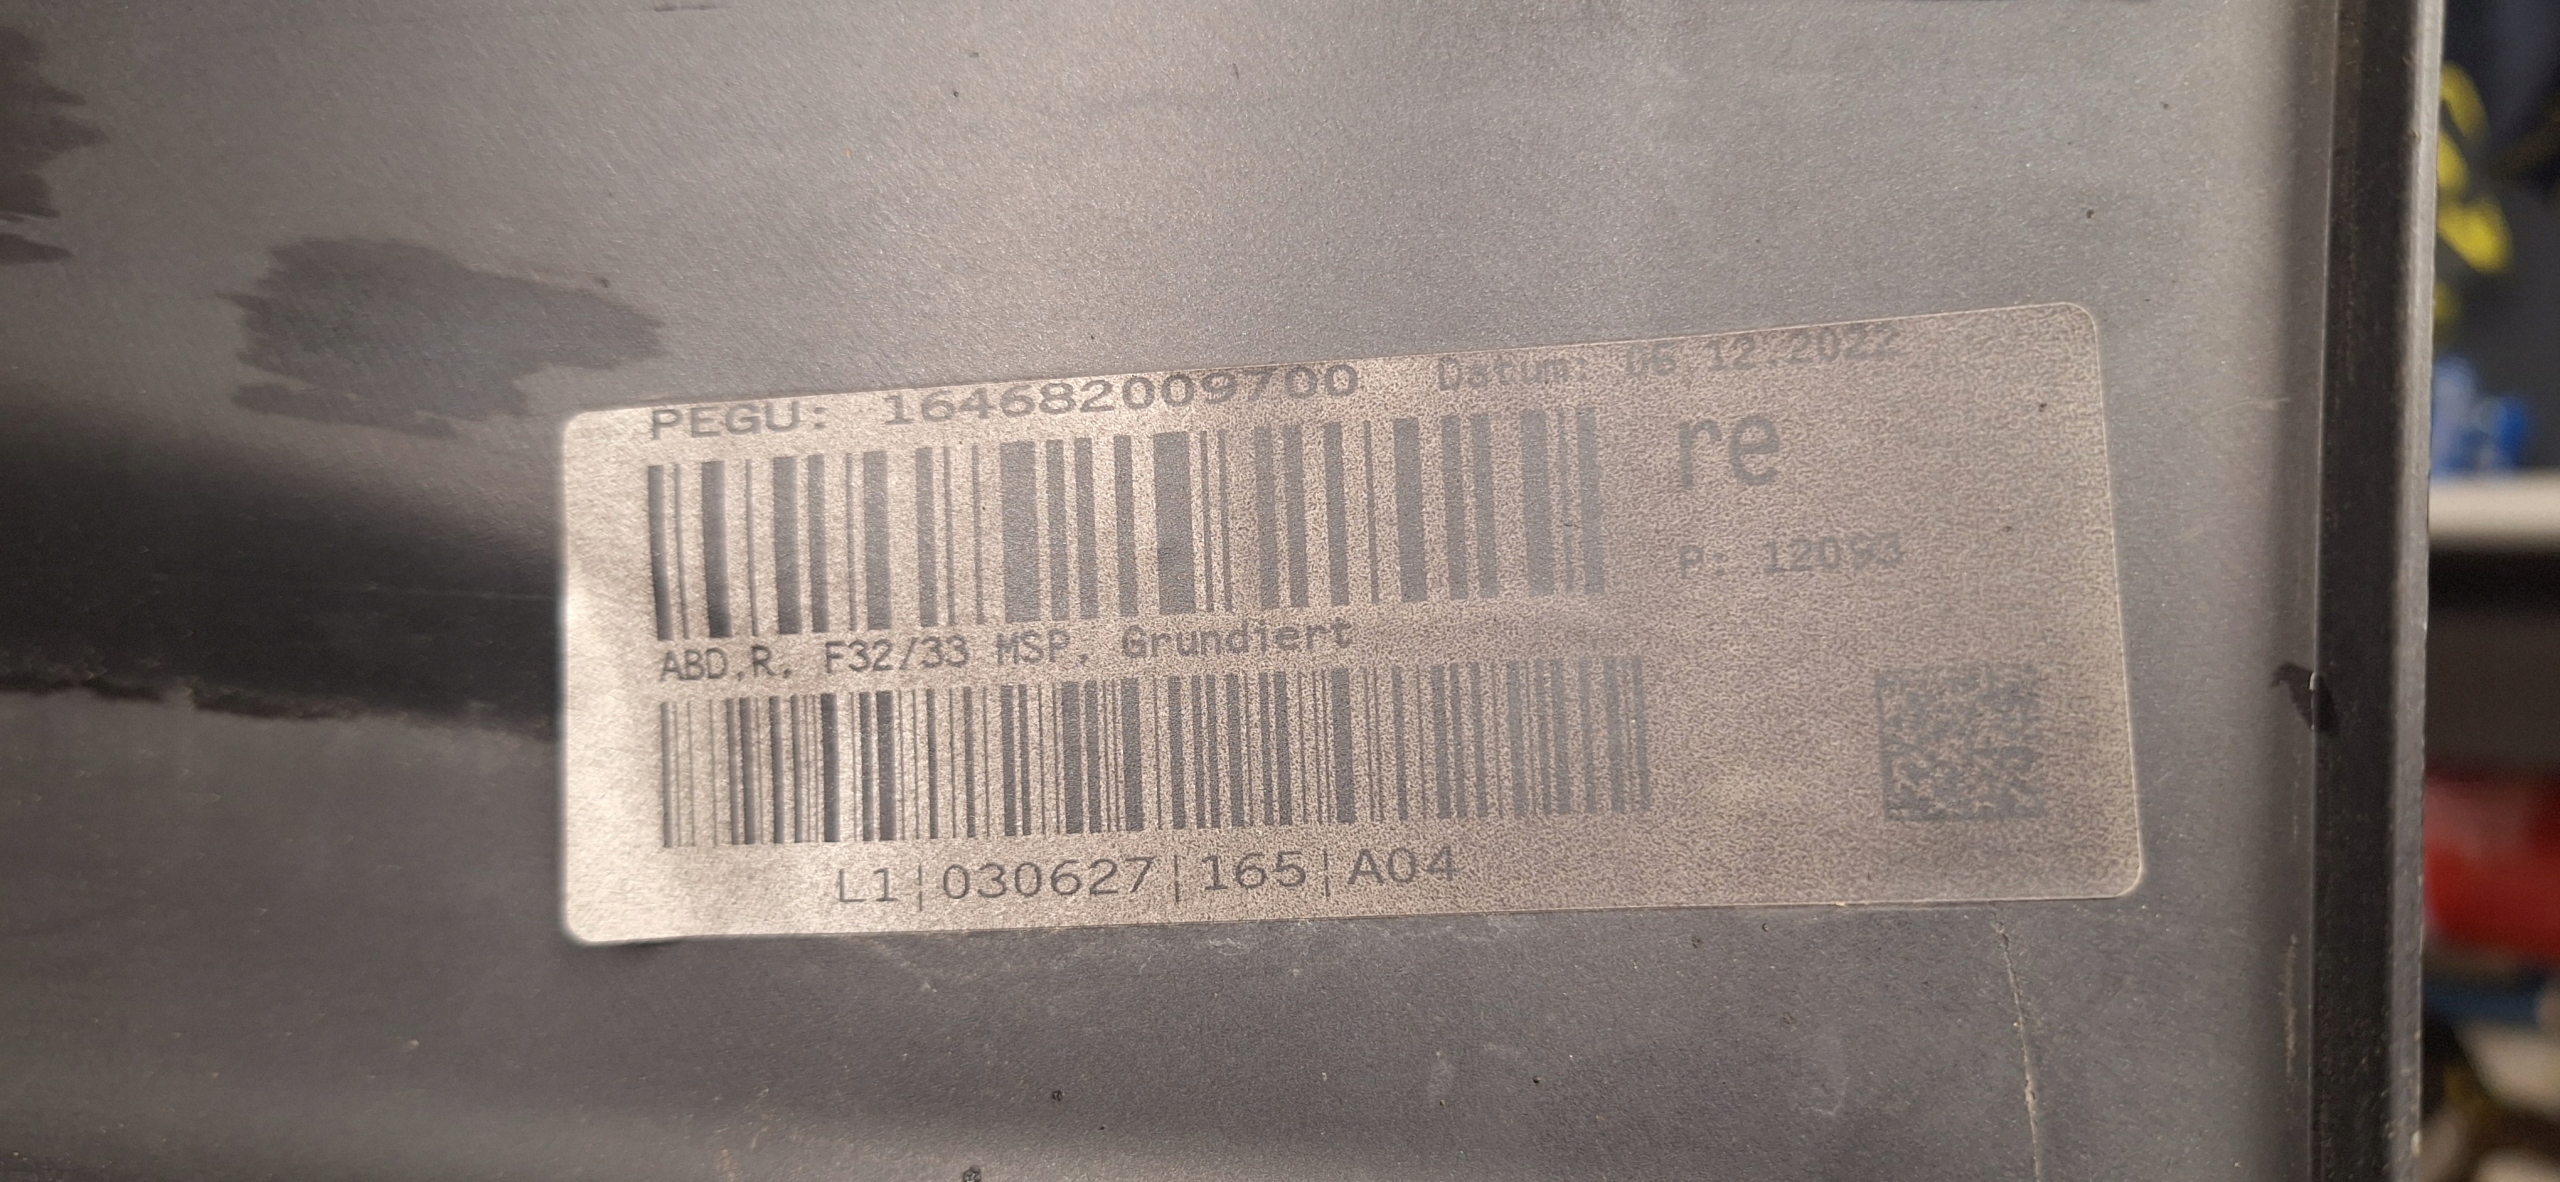 PEGU: 164682009700 Datum: 06.12.2022
re
P: 12093
ABD.R. F32/33 MSP. Grundiert
L1|030627|165|A04